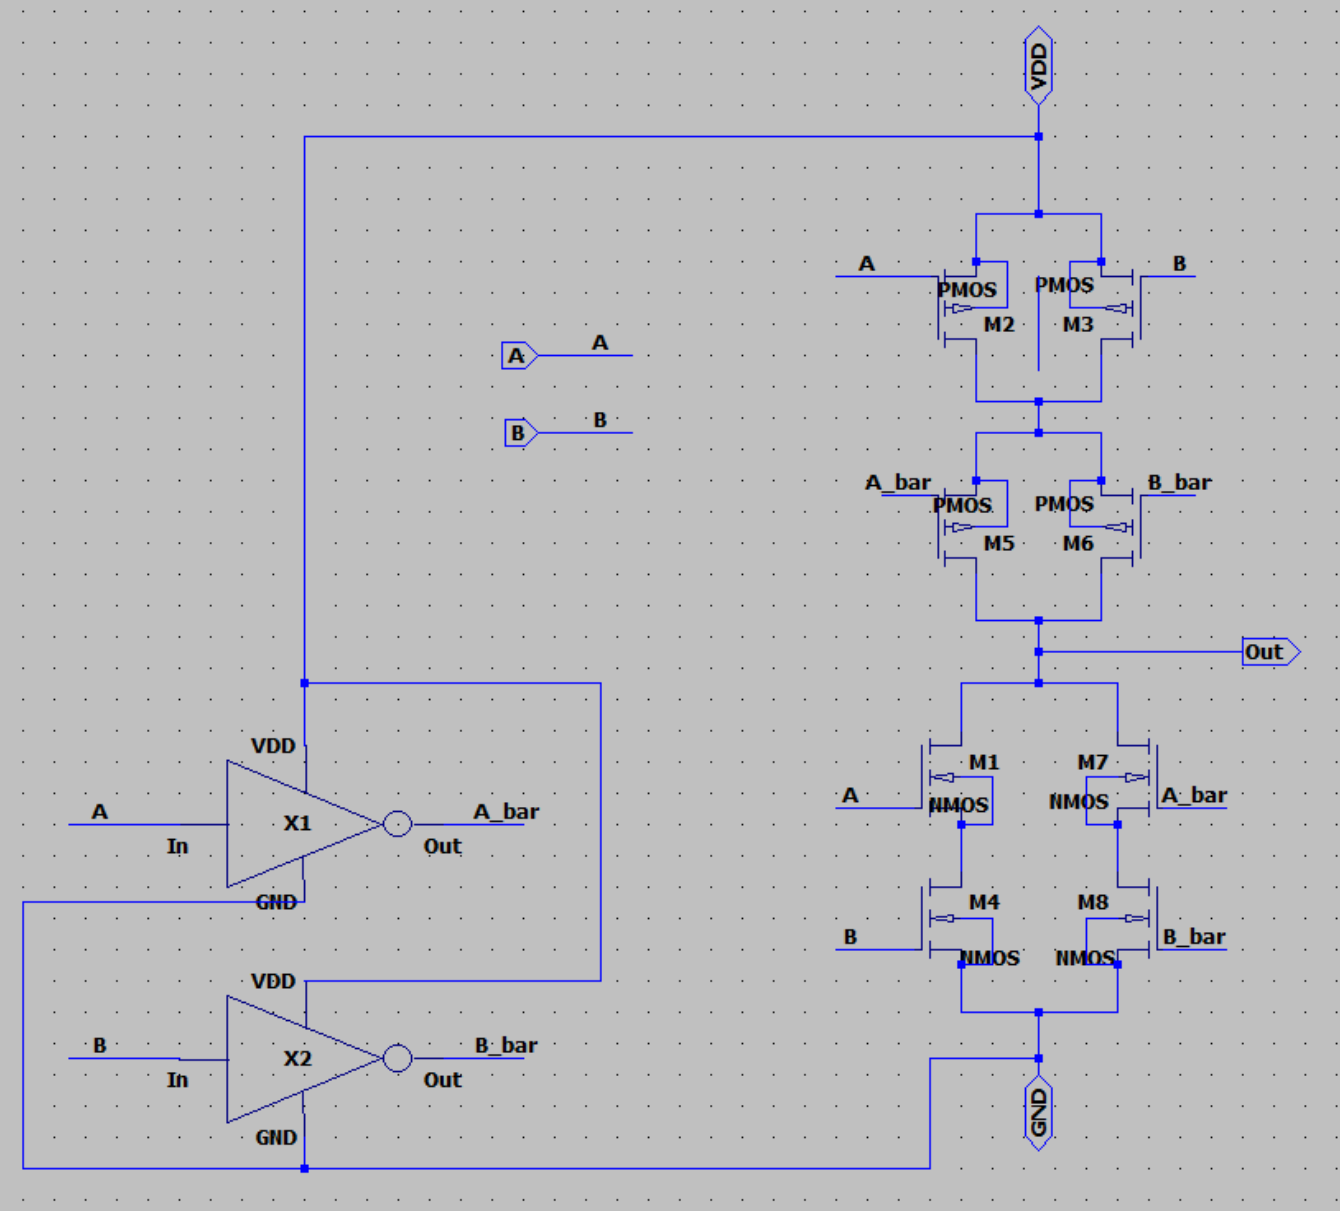 VDD
A
B
PMOS
PMOS
M2
M3
A
A
B
B
A_bar
B_bar
PMOS
PMOS
M5
M6
Out
VDD
M1
M7
A
NMOS
NMOS
A_bar
A
X1
A_bar
In
Out
GND
M4
M8
B
B_bar
NMOS
NMOS
VDD
B
X2
B_bar
In
Out
GND
GND